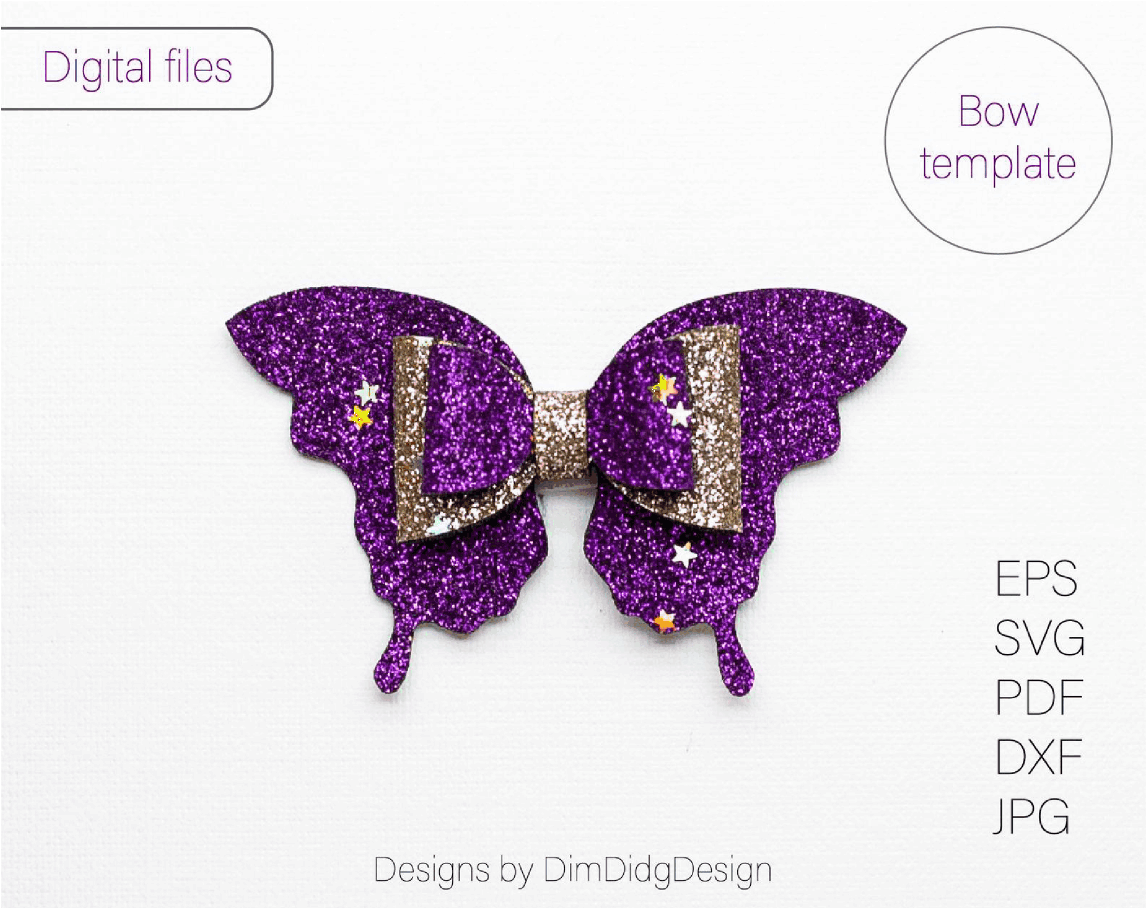 Digital files
Bow
template
EPS
SVG
PDF
DXF
JPG
Designs by DimDidgDesign